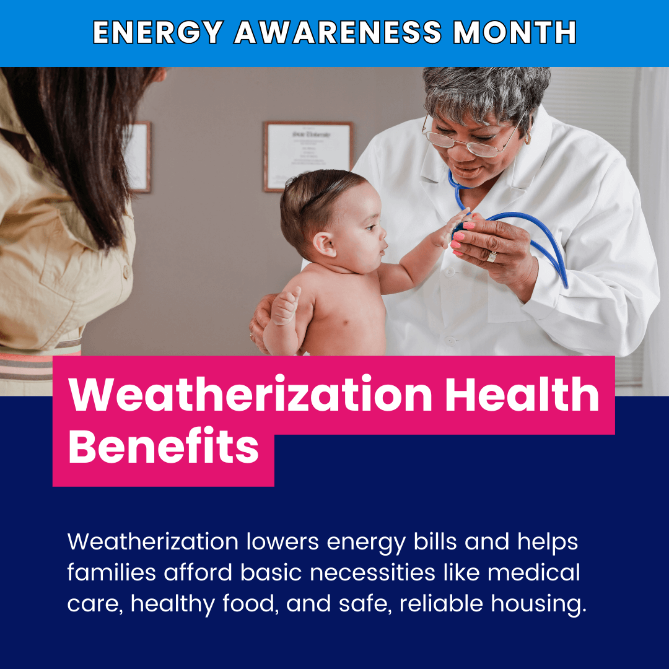 ENERGY AWARENESS MONTH
Weatherization Health
Benefits
Weatherization lowers energy bills and helps
families afford basic necessities like medical
care, healthy food, and safe, reliable housing.